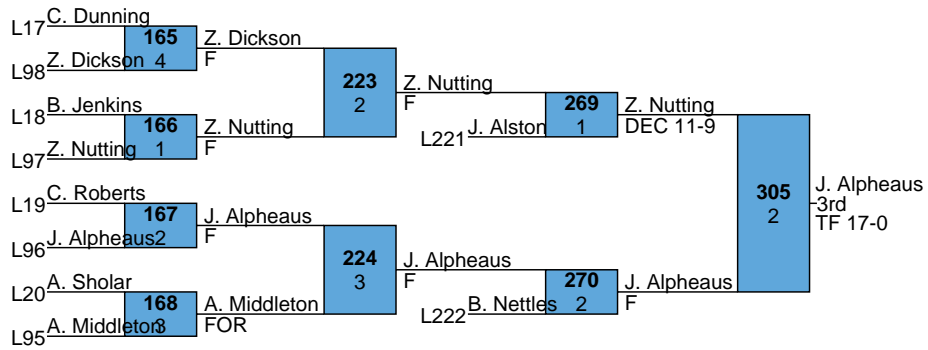 C. Dunning
L17
165
Z. Dickson
Z. Dickson
4
F
L98
223
Z. Nutting
2
F
B. Jenkins
L18
166
Z. Nutting
Z. Nutting
1
F
L97
269
Z. Nutting
J. Alston
1
DEC 11-9
L221
C. Roberts
L19
167
J. Alpheaus
J. Alpheaus
2
F
L96
305
J. Alpheaus
2
3rd
TF 17-0
224
J. Alpheaus
3
F
A. Sholar
L20
168
A. Middleton
A. Middleton
3
FOR
L95
270
J. Alpheaus
B. Nettles
2
F
L222